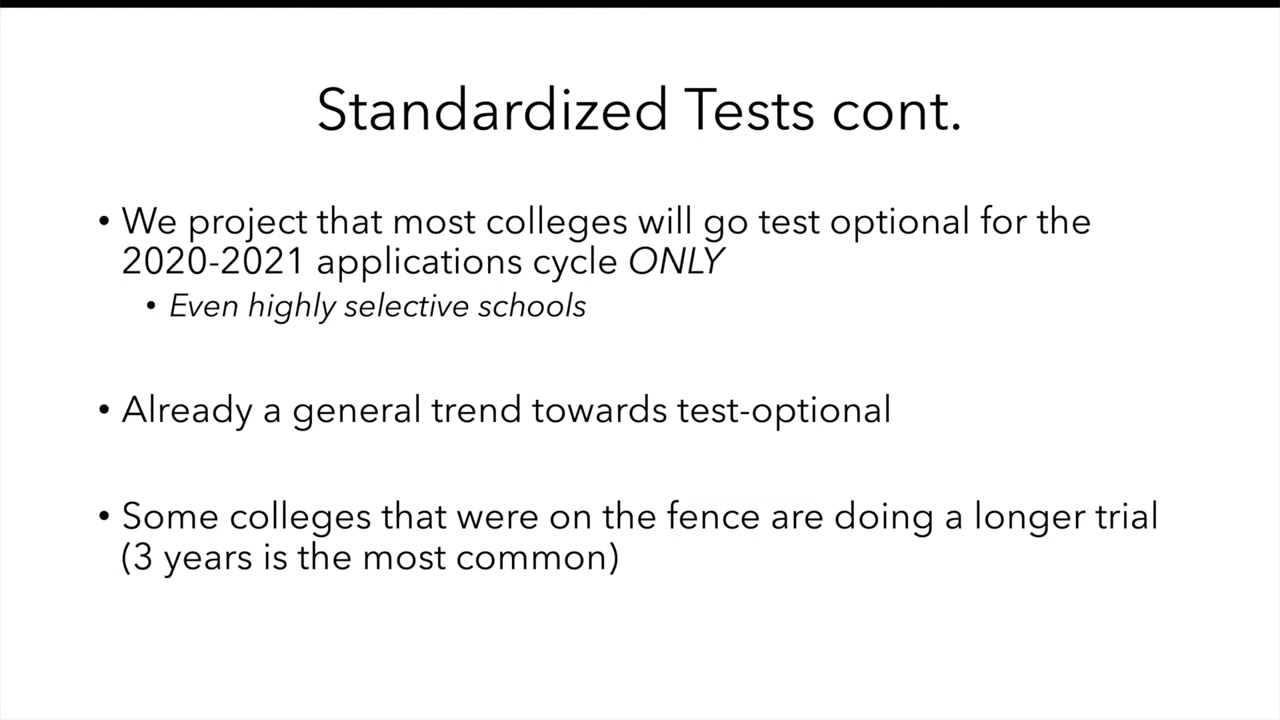 Standardized Tests cont.
• We project that most colleges will go test optional for the
2020-2021 applications cycle ONLY
• Even highly selective schools
• Already a general trend towards test-optional
• Some colleges that were on the fence are doing a longer trial
(3 years is the most common)